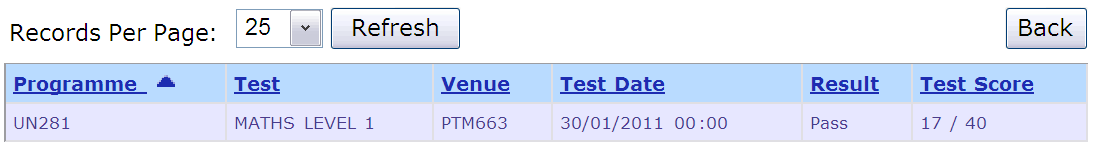 Records Per Page: 25 Refresh Back
Programme Test Venue Test Date Result Test Score
UN281 MATHS LEVEL 1 PTM663 30/01/2011 00:00 Pass 17 / 40